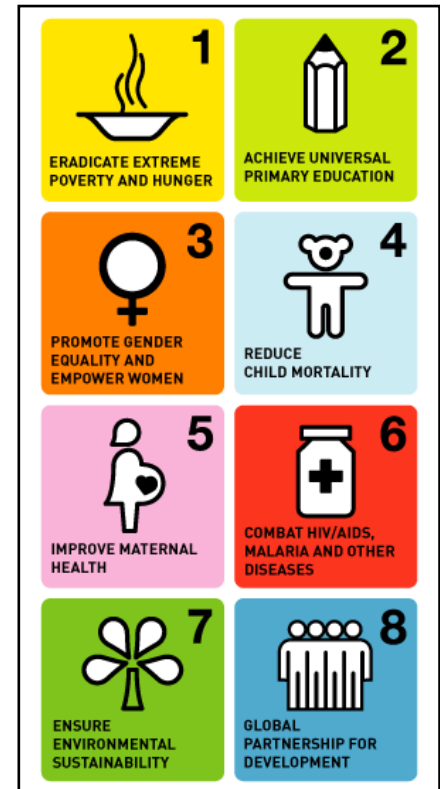 1
ERADICATE EXTREME
POVERTY AND HUNGER
2
ACHIEVE UNIVERSAL
PRIMARY EDUCATION
3
PROMOTE GENDER
EQUALITY AND
EMPOWER WOMEN
4
REDUCE
CHILD MORTALITY
5
IMPROVE MATERNAL
HEALTH
6
COMBAT HIV/AIDS,
MALARIA AND OTHER
DISEASES
7
ENSURE
ENVIRONMENTAL
SUSTAINABILITY
8
GLOBAL
PARTNERSHIP FOR
DEVELOPMENT